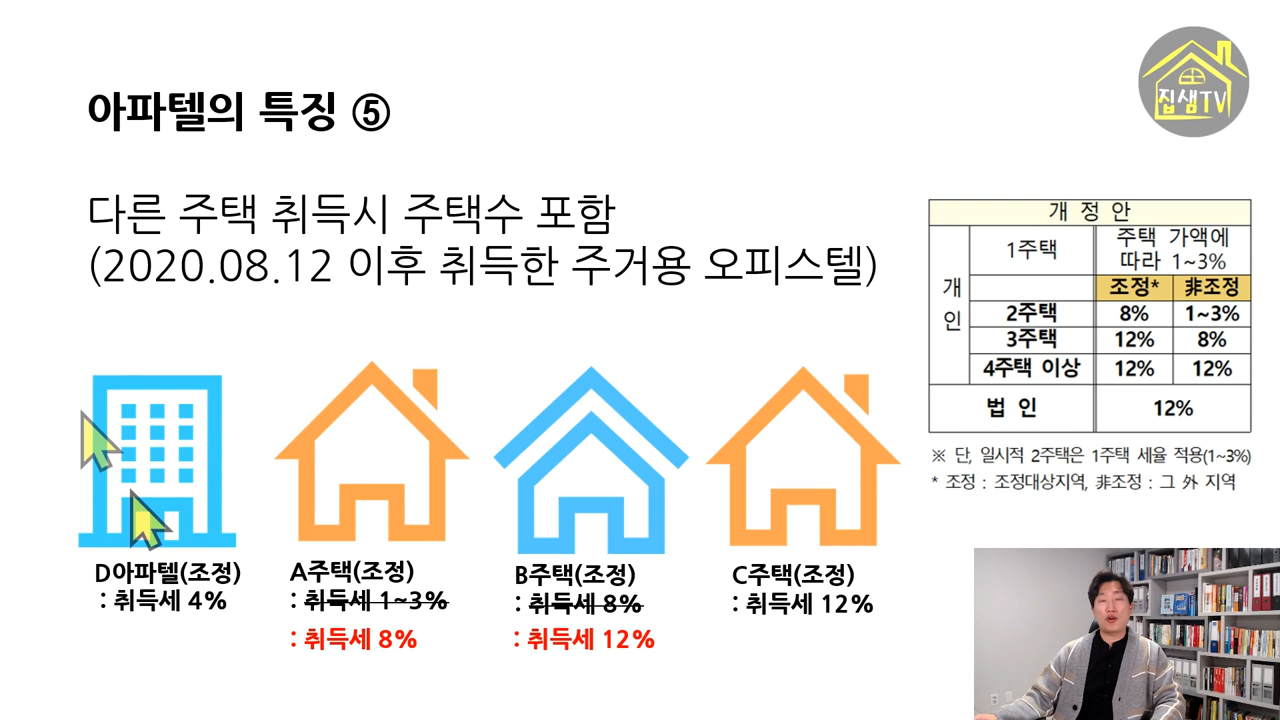 아파텔의 특징 ⑤
집샘TV
다른 주택 취득시 주택수 포함
(2020.08.12 이후 취득한 주거용 오피스텔)
개 정 안
개인
1주택
주택 가액에
따라 1~3%
조정* 非조정
2주택 8% 1~3%
3주택 12% 8%
4주택 이상 12% 12%
법 인 12%
※ 단, 일시적 2주택은 1주택 세율 적용(1~3%)
* 조정 : 조정대상지역, 非조정 : 그 外 지역
D아파텔(조정)
: 취득세 4%
A주택(조정)
: 취득세 1~3%
: 취득세 8%
B주택(조정)
: 취득세 8%
: 취득세 12%
C주택(조정)
: 취득세 12%